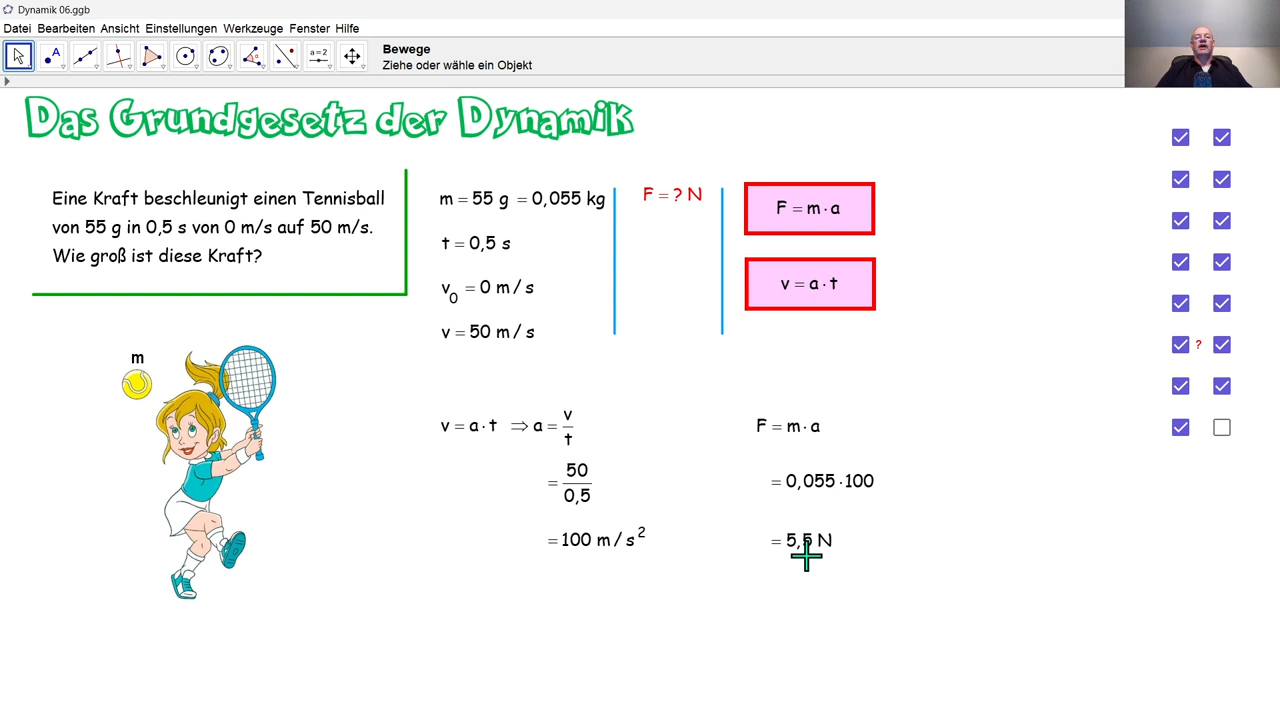 Dynamik 06.ggb
Datei Bearbeiten Ansicht Einstellungen Werkzeuge Fenster Hilfe
A
a=2
Bewege
Ziehe oder wähle ein Objekt
Das Grundgesetz der Dynamik
Eine Kraft beschleunigt einen Tennisball
von 55 g in 0,5 s von 0 m/s auf 50 m/s.
Wie groß ist diese Kraft?
m = 55 g = 0,055 kg
t = 0,5 s
v₀ = 0 m/s
v = 50 m/s
F = ? N
F = m · a
v = a · t
?
m
v = a · t ⇒ a = v/t
= 50/0,5
= 100 m/s²
F = m · a
= 0,055 · 100
= 5,5 N